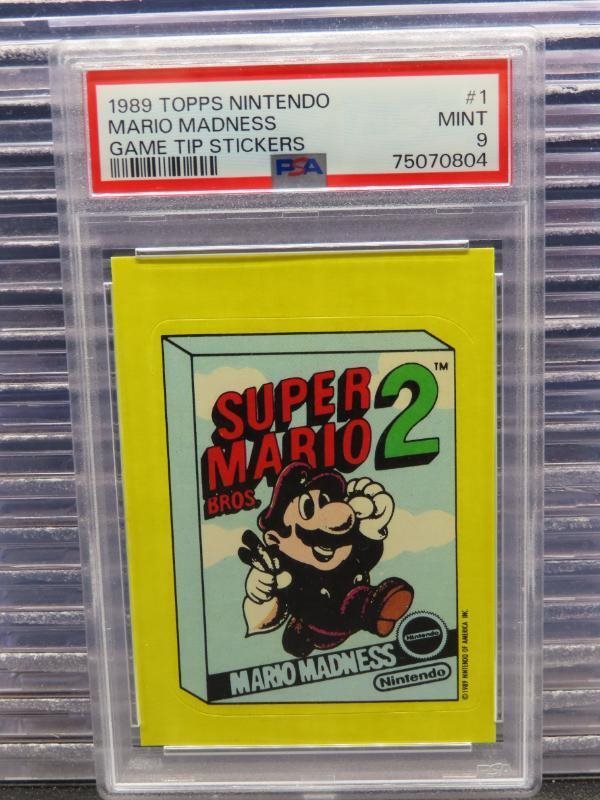 1989 TOPPS NINTENDO #1
MARIO MADNESS MINT
GAME TIP STICKERS 9
PSA 75070804
SUPER
MARIO 2 TM
BROS.
Nintendo
MARIO MADNESS
Nintendo
©1989 NINTENDO OF AMERICA INC.
PSA